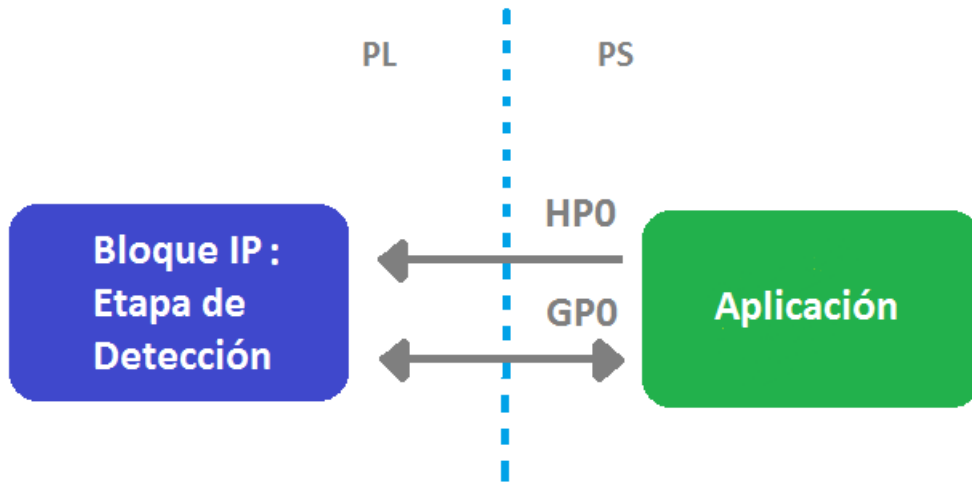 PL
PS
HP0
Bloque IP :
Etapa de
Detección
Aplicación
GP0